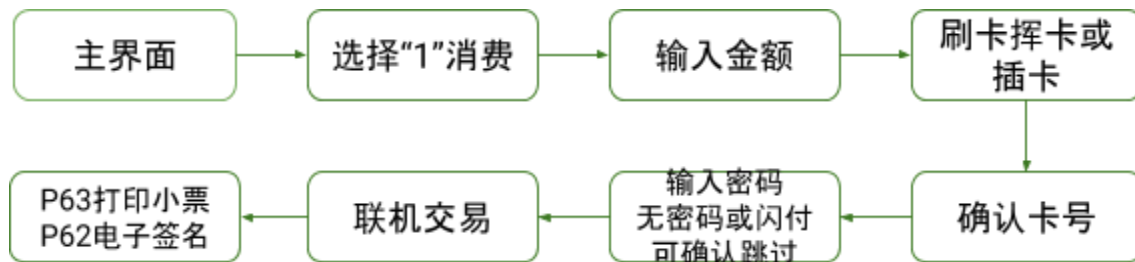 主界面
选择“1”消费
输入金额
刷卡挥卡或
插卡
确认卡号
输入密码
无密码或闪付
可确认跳过
联机交易
P63打印小票
P62电子签名